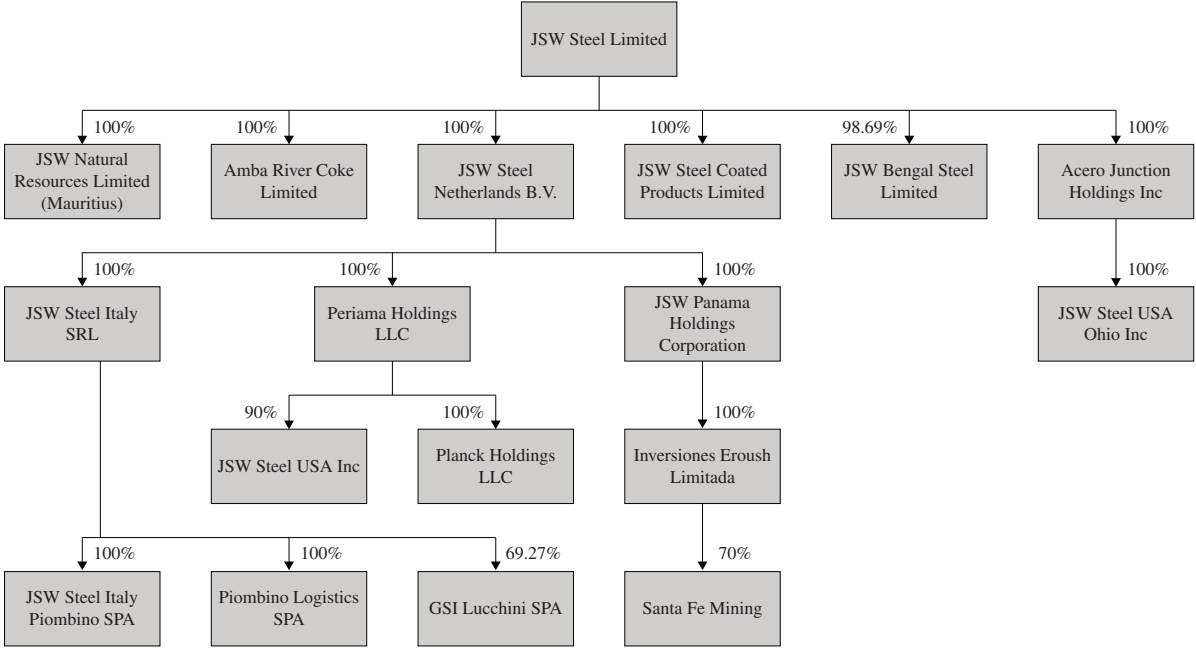 JSW Steel Limited
100%
100%
100%
100%
98.69%
100%
JSW Natural
Resources Limited
(Mauritius)
Amba River Coke
Limited
JSW Steel
Netherlands B.V.
JSW Steel Coated
Products Limited
JSW Bengal Steel
Limited
Acero Junction
Holdings Inc
100%
100%
100%
100%
JSW Steel Italy
SRL
Periama Holdings
LLC
JSW Panama
Holdings
Corporation
JSW Steel USA
Ohio Inc
90%
100%
100%
JSW Steel USA Inc
Planck Holdings
LLC
Inversiones Eroush
Limitada
100%
100%
69.27%
70%
JSW Steel Italy
Piombino SPA
Piombino Logistics
SPA
GSI Lucchini SPA
Santa Fe Mining